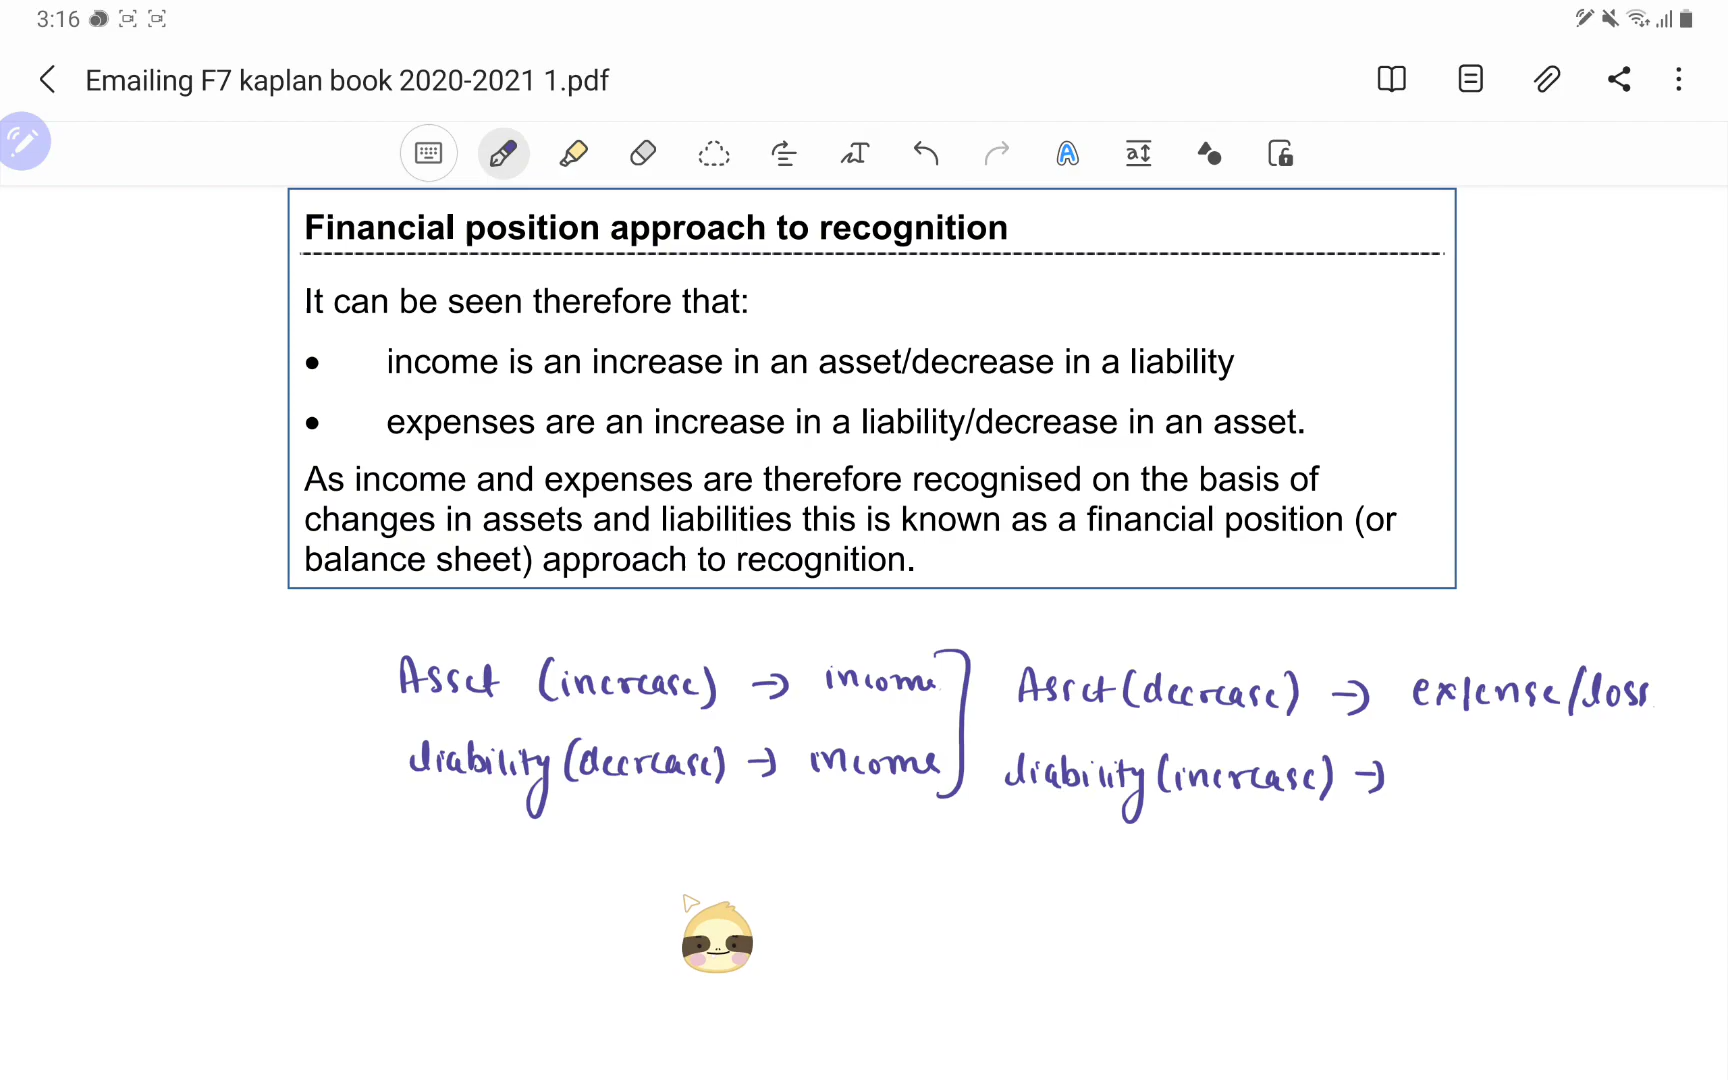 3:16
Emailing F7 kaplan book 2020-2021 1.pdf
Financial position approach to recognition
It can be seen therefore that:
• income is an increase in an asset/decrease in a liability
• expenses are an increase in a liability/decrease in an asset.
As income and expenses are therefore recognised on the basis of
changes in assets and liabilities this is known as a financial position (or
balance sheet) approach to recognition.
Asset (increase) → income
liability (decrease) → income
Asset (decrease) → expense/loss
liability (increase) →